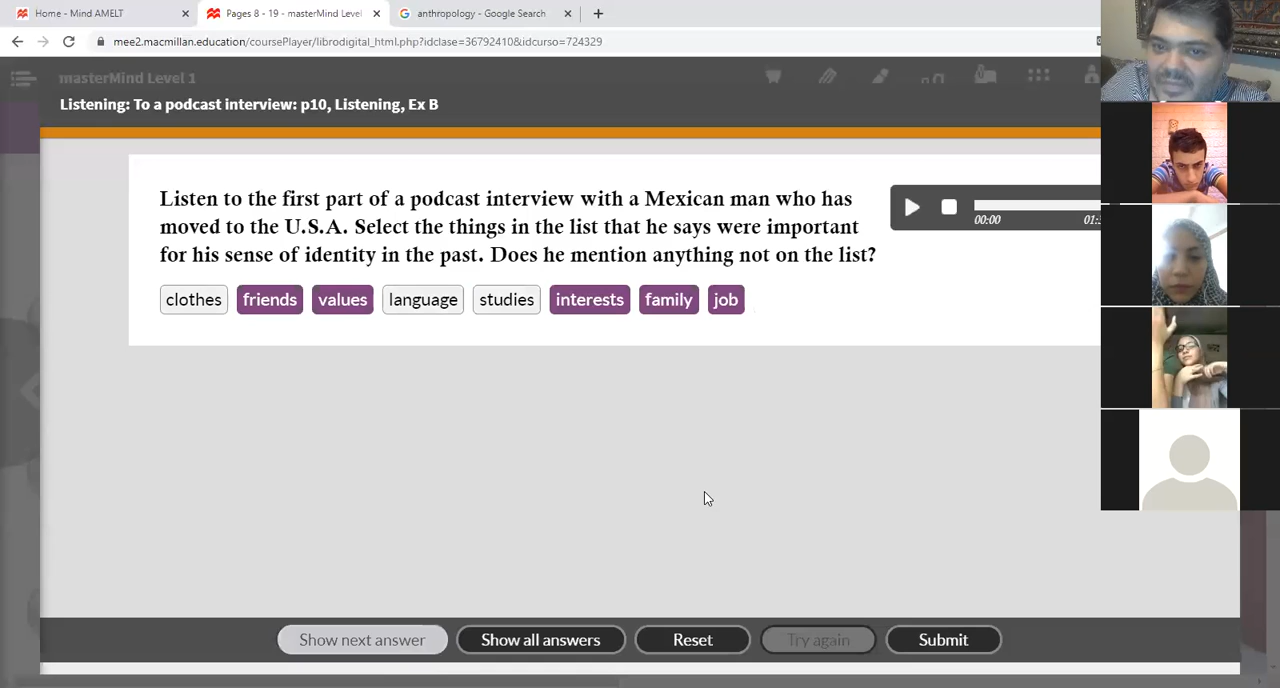 Home - Mind AMELT
Pages 8 - 19 - masterMind Level
anthropology - Google Search
mee2.macmillan.education/coursePlayer/librodigital_html.php?idclase=36792410&idcurso=724329
masterMind Level 1
Listening: To a podcast interview: p10, Listening, Ex B
Listen to the first part of a podcast interview with a Mexican man who has
moved to the U.S.A. Select the things in the list that he says were important
for his sense of identity in the past. Does he mention anything not on the list?
00:00
clothes friends values language studies interests family job
Show next answer Show all answers Reset Try again Submit